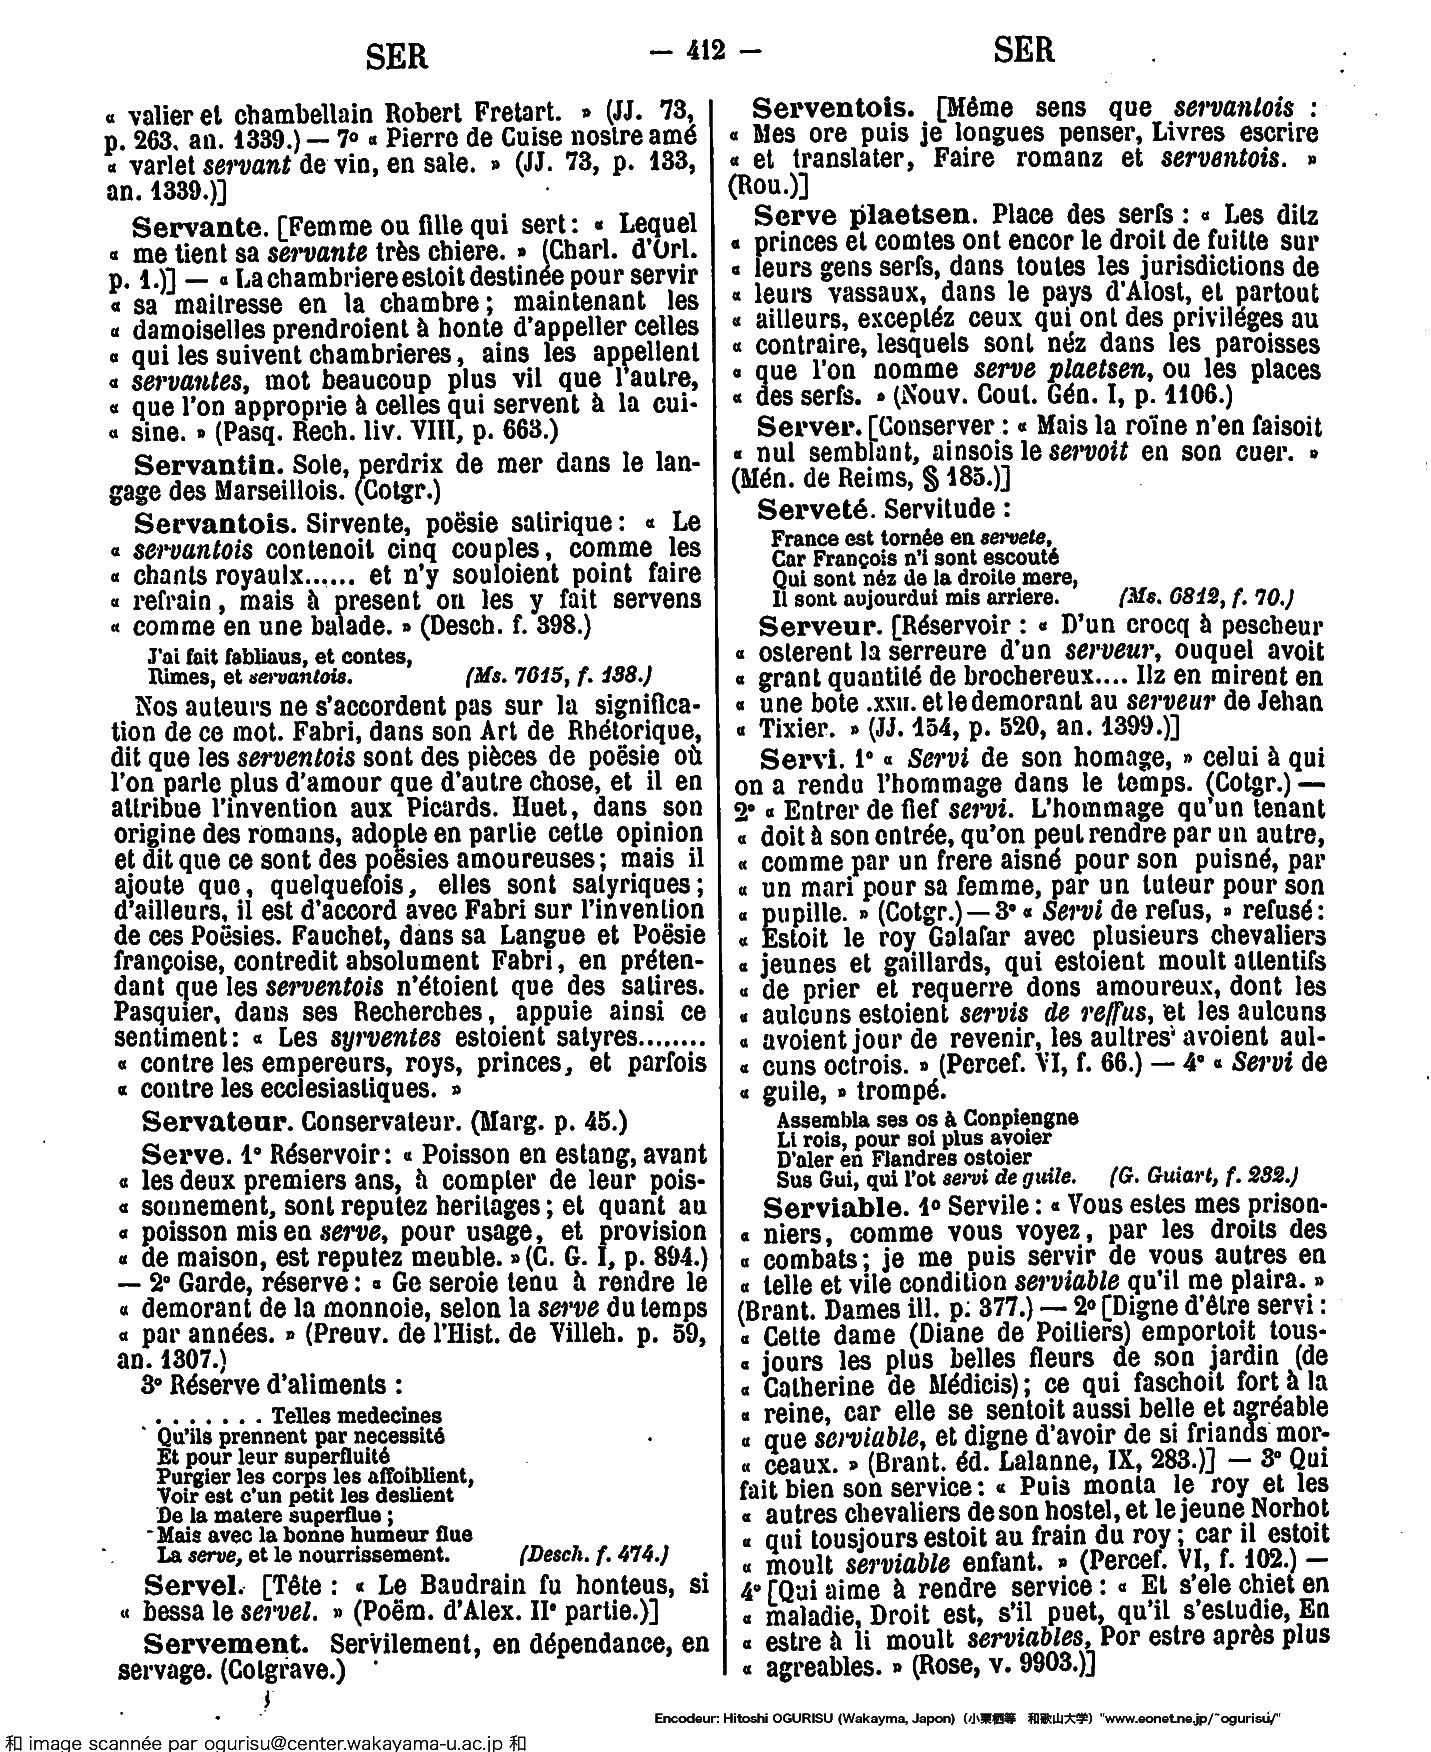 SER
— 412 —
SER
« valier et chambellain Robert Fretart. » (JJ. 73,
p. 263. an. 1339.) — 7° « Pierre de Cuise nostre amé
« varlet servant de vin, en sale. » (JJ. 73, p. 133,
an. 1339.)]
Servante. [Femme ou fille qui sert : « Lequel
« me tient sa servante très chiere. » (Charl. d'Orl.
p. 1.)] — « La chambriere estoit destinée pour servir
« sa maitresse en la chambre ; maintenant les
« damoiselles prendroient à honte d'appeller celles
« qui les suivent chambrieres, ains les appellent
« servantes, mot beaucoup plus vil que l'autre,
« que l'on approprie à celles qui servent à la cui-
« sine. » (Pasq. Rech. liv. VIII, p. 663.)
Servantin. Sole, perdrix de mer dans le lan-
gage des Marseillois. (Cotgr.)
Servantois. Sirvente, poësie satirique : « Le
« servantois contenoit cinq couples, comme les
« chants royaulx...... et n'y souloient point faire
« refrain, mais à present on les y fait servens
« comme en une balade. » (Desch. f. 398.)
J'ai fait fabliaus, et contes,
Rimes, et servantois. (Ms. 7615, f. 138.)
Nos auteurs ne s'accordent pas sur la significa-
tion de ce mot. Fabri, dans son Art de Rhétorique,
dit que les serventois sont des pièces de poësie où
l'on parle plus d'amour que d'autre chose, et il en
attribue l'invention aux Picards. Huet, dans son
origine des romans, adopte en partie cette opinion
et dit que ce sont des poësies amoureuses ; mais il
ajoute que, quelquefois, elles sont satyriques ;
d'ailleurs, il est d'accord avec Fabri sur l'invention
de ces Poësies. Fauchet, dans sa Langue et Poësie
françoise, contredit absolument Fabri, en préten-
dant que les serventois n'étoient que des satires.
Pasquier, dans ses Recherches, appuie ainsi ce
sentiment : « Les syrventes estoient satyres........
« contre les empereurs, roys, princes, et parfois
« contre les ecclesiastiques. »
Servateur. Conservateur. (Marg. p. 45.)
Serve. 1° Réservoir : « Poisson en estang, avant
« les deux premiers ans, à compter de leur pois-
« sonnement, sont reputez heritages ; et quant au
« poisson mis en serve, pour usage, et provision
« de maison, est reputez meuble. » (C. G. I, p. 894.)
— 2° Garde, réserve : « Ge seroie tenu à rendre le
« demorant de la monnoie, selon la serve du temps
« par années. » (Preuv. de l'Hist. de Villeh. p. 59,
an. 1307.)
3° Réserve d'aliments :
. . . . . . . Telles medecines
Qu'ils prennent par necessité
Et pour leur superfluité
Purgier les corps les affoiblient,
Voir est c'un petit les deslient
De la matere superflue ;
Mais avec la bonne humeur flue
La serve, et le nourrissement. (Desch. f. 474.)
Servel. [Tête : « Le Baudrain fu honteus, si
« bessa le servel. » (Poëm. d'Alex. II° partie.)]
Servement. Servilement, en dépendance, en
servage. (Cotgrave.)
Serventois. [Même sens que servantois :
« Mes ore puis je longues penser, Livres escrire
« et translater, Faire romanz et serventois. »
(Rou.)]
Serve plaetsen. Place des serfs : « Les ditz
« princes et comtes ont encor le droit de fuitte sur
« leurs gens serfs, dans toutes les jurisdictions de
« leurs vassaux, dans le pays d'Alost, et partout
« ailleurs, exceptéz ceux qui ont des priviléges au
« contraire, lesquels sont néz dans les paroisses
« que l'on nomme serve plaetsen, ou les places
« des serfs. » (Nouv. Cout. Gén. I, p. 1106.)
Server. [Conserver : « Mais la roïne n'en faisoit
« nul semblant, ainsois le servoit en son cuer. »
(Mén. de Reims, § 185.)]
Serveté. Servitude :
France est tornée en servete,
Car François n'i sont escouté
Qui sont néz de la droite mere,
Il sont aujourdui mis arriere. (Ms. 6812, f. 70.)
Serveur. [Réservoir : « D'un crocq à pescheur
« osterent la serreure d'un serveur, ouquel avoit
« grant quantité de brochereux.... Ilz en mirent en
« une bote .XXII. et le demorant au serveur de Jehan
« Tixier. » (JJ. 154, p. 520, an. 1399.)]
Servi. 1° « Servi de son homage, » celui à qui
on a rendu l'hommage dans le temps. (Cotgr.) —
2° « Entrer de fief servi. L'hommage qu'un tenant
« doit à son entrée, qu'on peut rendre par un autre,
« comme par un frere aisné pour son puisné, par
« un mari pour sa femme, par un tuteur pour son
« pupille. » (Cotgr.) — 3° « Servi de refus, » refusé :
« Estoit le roy Galafar avec plusieurs chevaliers
« jeunes et gaillards, qui estoient moult attentifs
« de prier et requerre dons amoureux, dont les
« aulcuns estoient servis de reffus, et les aulcuns
« avoient jour de revenir, les aultres avoient aul-
« cuns octrois. » (Percef. VI, f. 66.) — 4° « Servi de
« guile, » trompé.
Assembla ses os à Conpiengne
Li rois, pour soi plus avoier
D'aler en Flandres ostoier
Sus Gui, qui l'ot servi de guile. (G. Guiart, f. 282.)
Serviable. 1° Servile : « Vous estes mes prison-
« niers, comme vous voyez, par les droits des
« combats ; je me puis servir de vous autres en
« telle et vile condition serviable qu'il me plaira. »
(Brant. Dames ill. p. 377.) — 2° [Digne d'être servi :
« Cette dame (Diane de Poitiers) emportoit tous-
« jours les plus belles fleurs de son jardin (de
« Catherine de Médicis) ; ce qui faschoit fort à la
« reine, car elle se sentoit aussi belle et agréable
« que serviable, et digne d'avoir de si friands mor-
« ceaux. » (Brant. éd. Lalanne, IX, 283.)] — 3° Qui
fait bien son service : « Puis monta le roy et les
« autres chevaliers de son hostel, et le jeune Norhot
« qui tousjours estoit au frain du roy ; car il estoit
« moult serviable enfant. » (Percef. VI, f. 102.) —
4° [Qui aime à rendre service : « Et s'ele chiet en
« maladie, Droit est, s'il puet, qu'il s'estudie, En
« estre à li moult serviables, Por estre après plus
« agreables. » (Rose, v. 9903.)]
Encodeur: Hitoshi OGURISU (Wakayma, Japon) (小栗栖等 和歌山大学) "www.eonet.ne.jp/~ogurisu/"
和 image scannée par ogurisu@center.wakayama-u.ac.jp 和